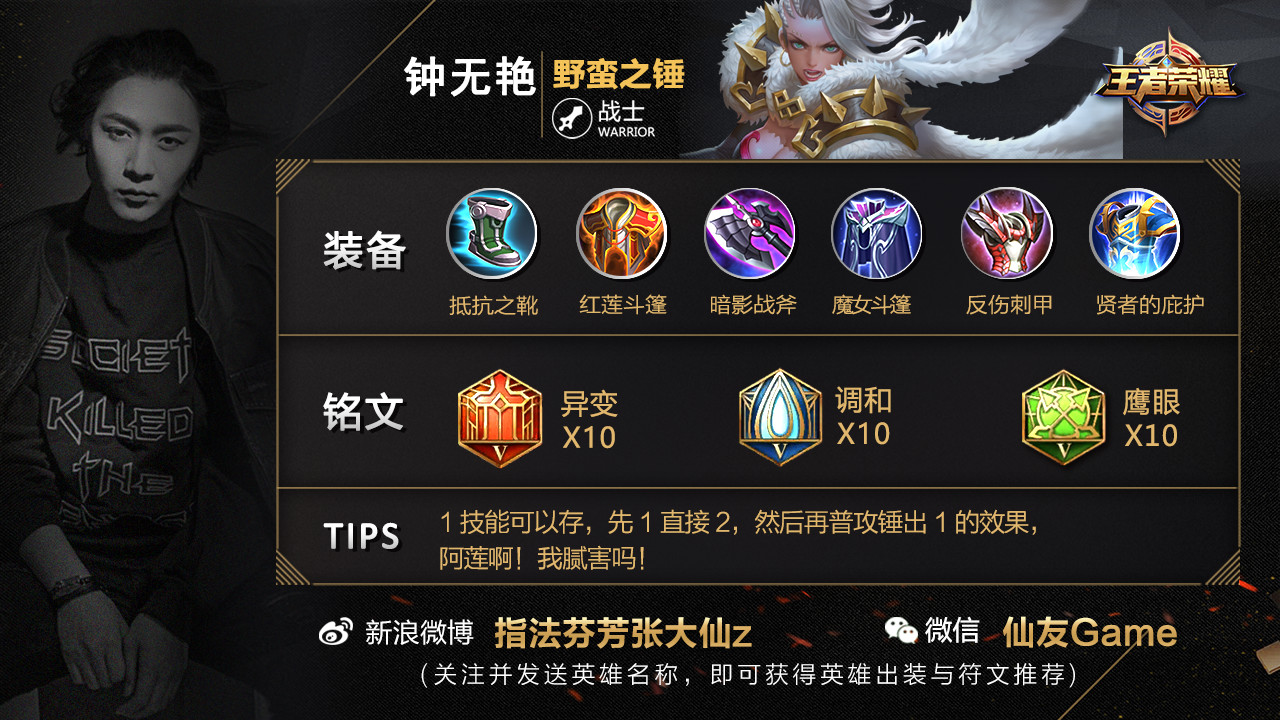 钟无艳
野蛮之锤
战士
WARRIOR
王者荣耀
装备
抵抗之靴 红莲斗篷 暗影战斧 魔女斗篷 反伤刺甲 贤者的庇护
铭文
异变 X10
V
调和 X10
V
鹰眼 X10
V
TIPS
1 技能可以存，先 1 直接 2，然后再普攻锤出 1 的效果，
阿莲啊！我腻害吗！
SOCIET
KILLED
THE
新浪微博 指法芬芳张大仙z 微信 仙友Game
（关注并发送英雄名称，即可获得英雄出装与符文推荐）